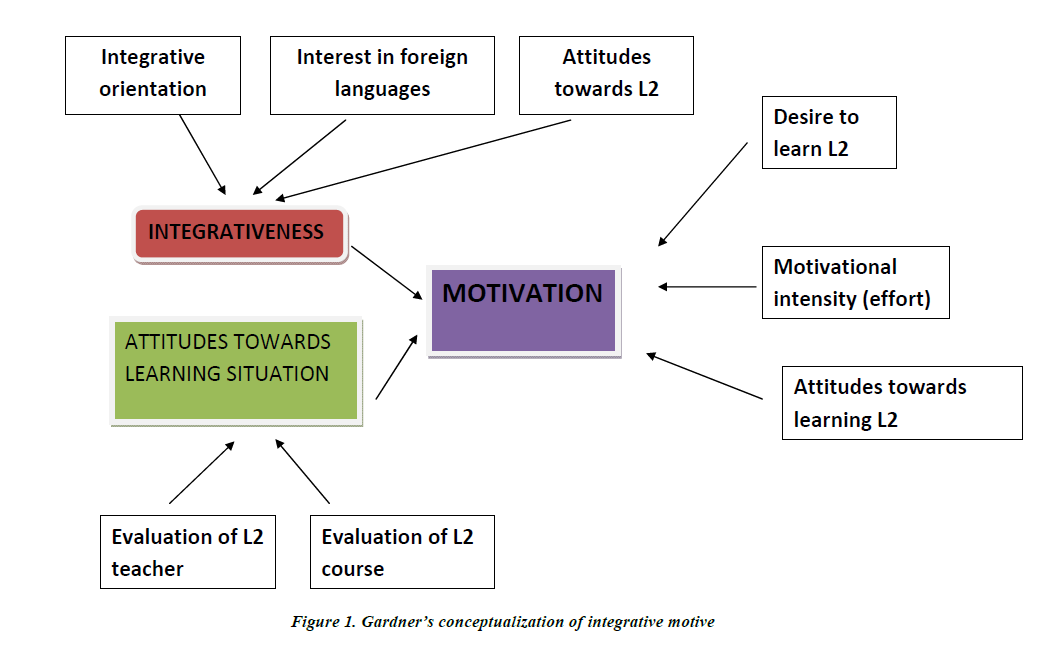 Integrative
orientation
Interest in foreign
languages
Attitudes
towards L2
Desire to
learn L2
INTEGRATIVENESS
MOTIVATION
Motivational
intensity (effort)
ATTITUDES TOWARDS
LEARNING SITUATION
Attitudes towards
learning L2
Evaluation of L2
teacher
Evaluation of L2
course
Figure 1. Gardner's conceptualization of integrative motive